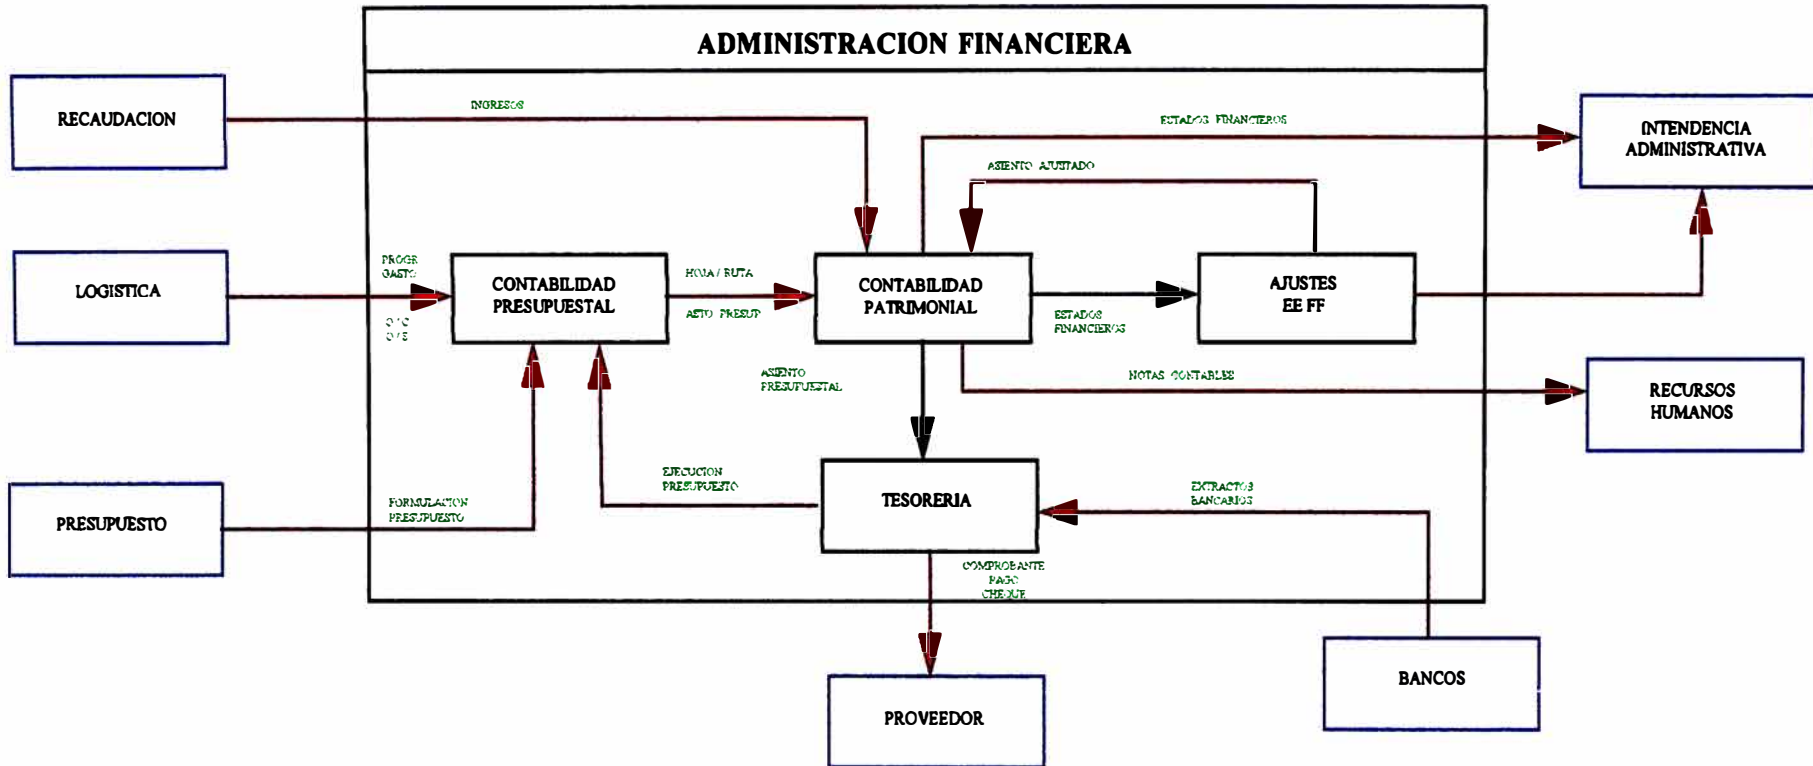 ADMINISTRACION FINANCIERA
RECAUDACION
INGRESOS
ESTADOS FINANCIEROS
INTENDENCIA
ADMINISTRATIVA
ASIENTO AJUSTADO
LOGISTICA
PROGR
GASTO
O / C
O / S
CONTABILIDAD
PRESUPUESTAL
HOJA / RUTA
ASTO PRESUP
CONTABILIDAD
PATRIMONIAL
ESTADOS
FINANCIEROS
AJUSTES
EE FF
ASIENTO
PRESUPUESTAL
NOTAS CONTABLES
RECURSOS
HUMANOS
PRESUPUESTO
FORMULACION
PRESUPUESTO
EJECUCION
PRESUPUESTO
TESORERIA
EXTRACTOS
BANCARIOS
COMPROBANTE
PAGO
CHEQUE
PROVEEDOR
BANCOS